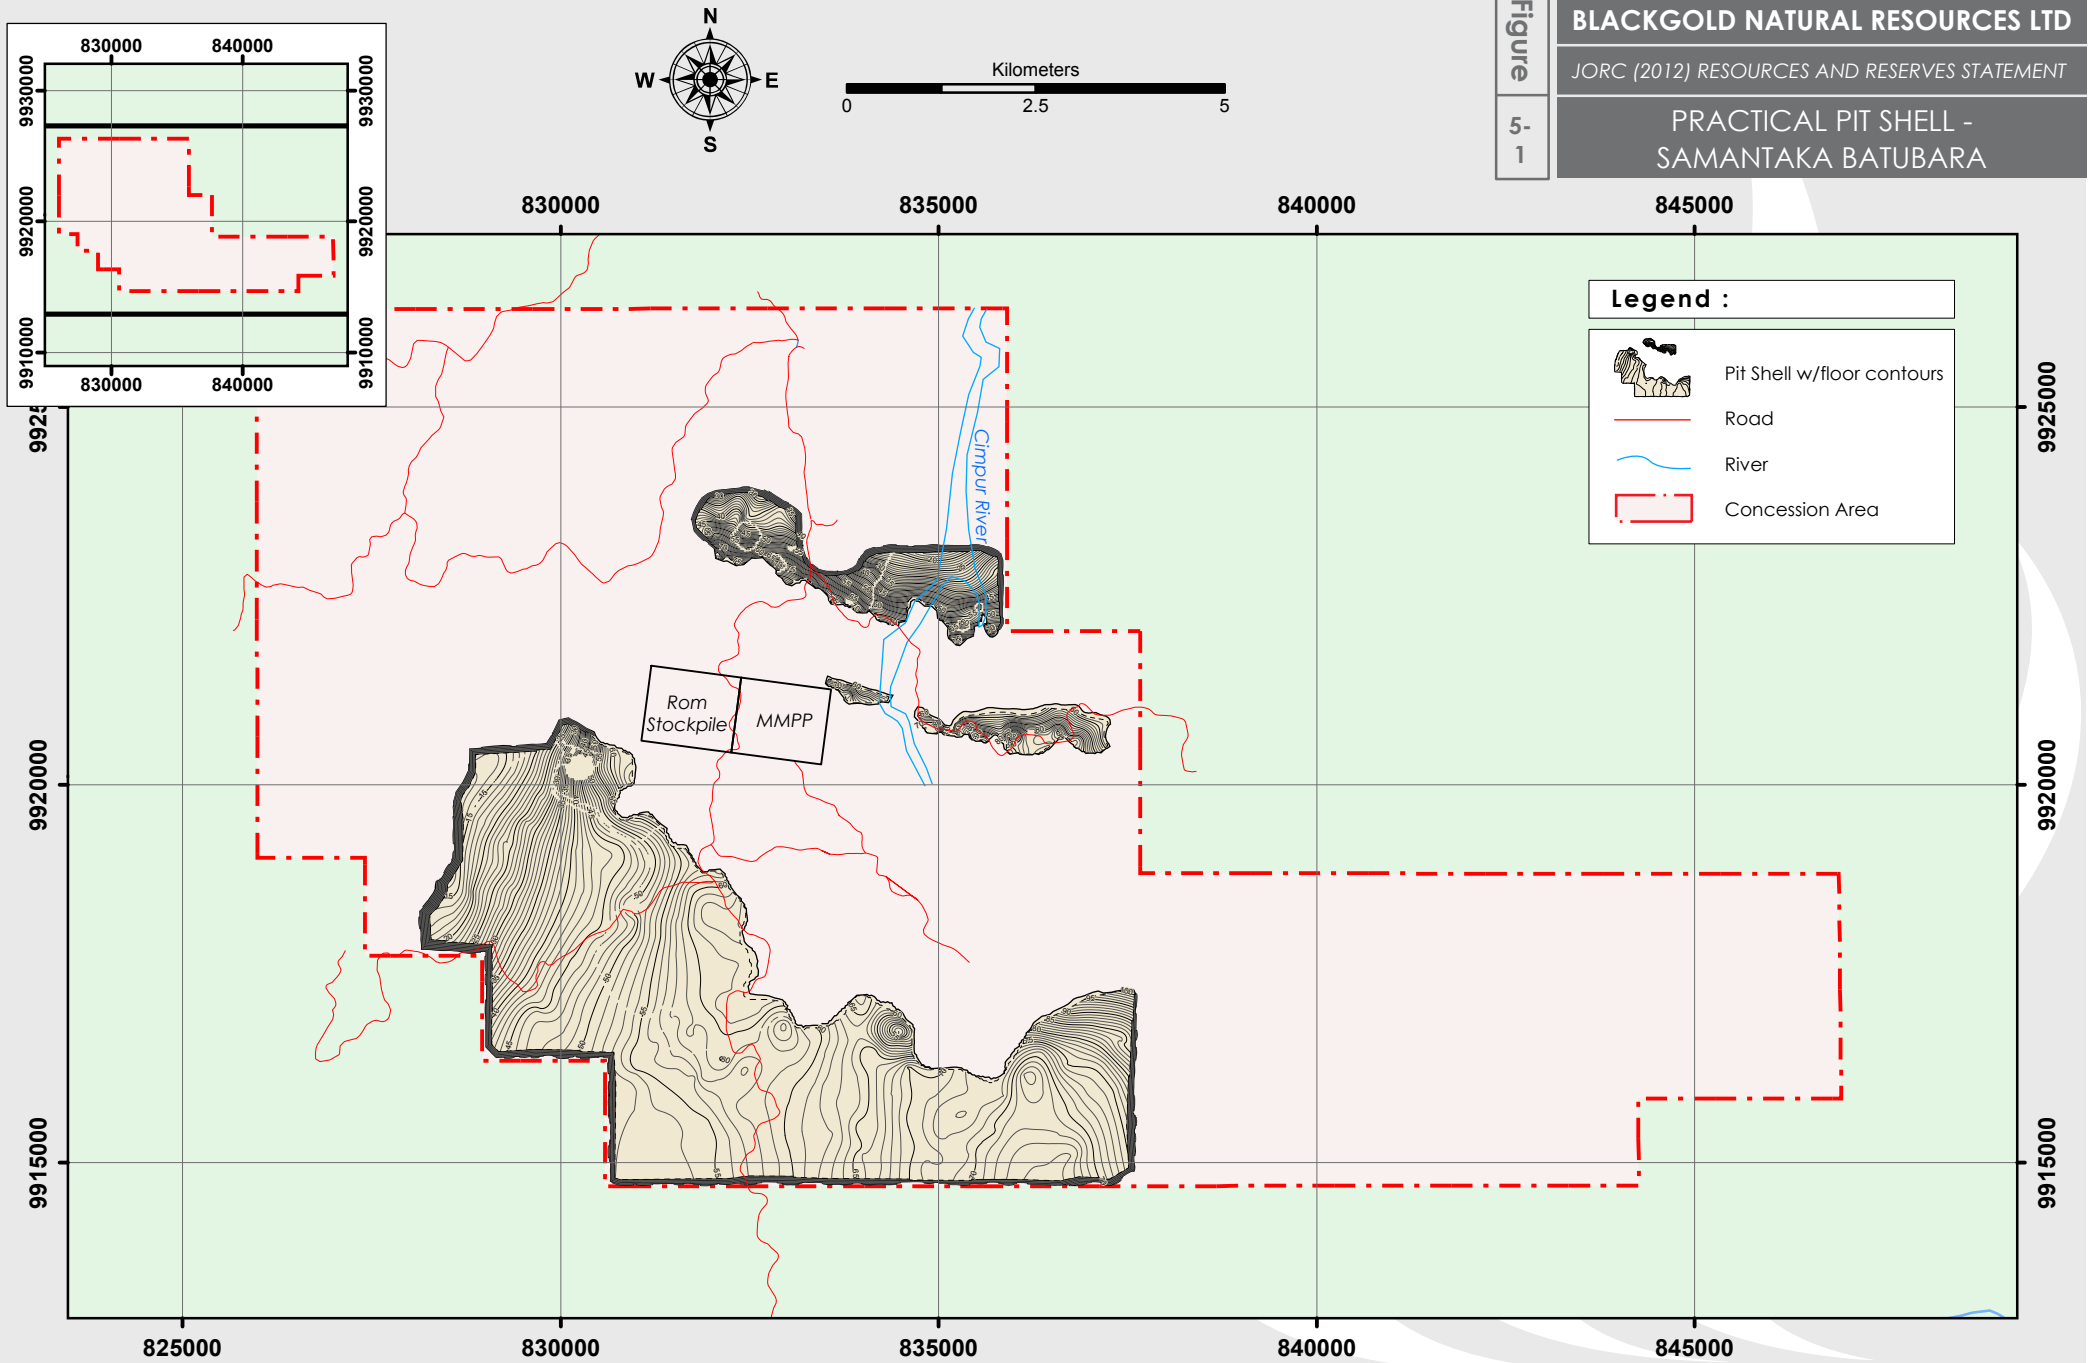 Figure
5-
1
BLACKGOLD NATURAL RESOURCES LTD
JORC (2012) RESOURCES AND RESERVES STATEMENT
PRACTICAL PIT SHELL -
SAMANTAKA BATUBARA
830000 840000
9930000 9930000
9920000 9920000
9910000 9910000
830000 840000
N
W E
S
Kilometers
0 2.5 5
830000 835000 840000 845000
Legend :
Pit Shell w/floor contours
Road
River
Concession Area
9925000
Cimpur River
Rom
Stockpile
MMPP
9920000 9920000
9915000 9915000
825000 830000 835000 840000 845000